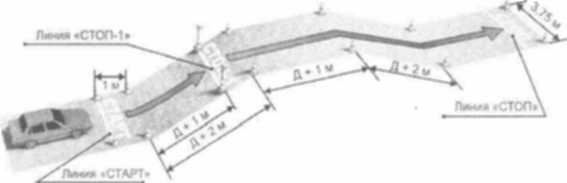 Линия «СТОП-1»
3,75 м
1 м
Д + 1 м
Д + 2 м
Линия «СТОП»
Д + 1 м
Д + 2 м
Линия «СТАРТ»